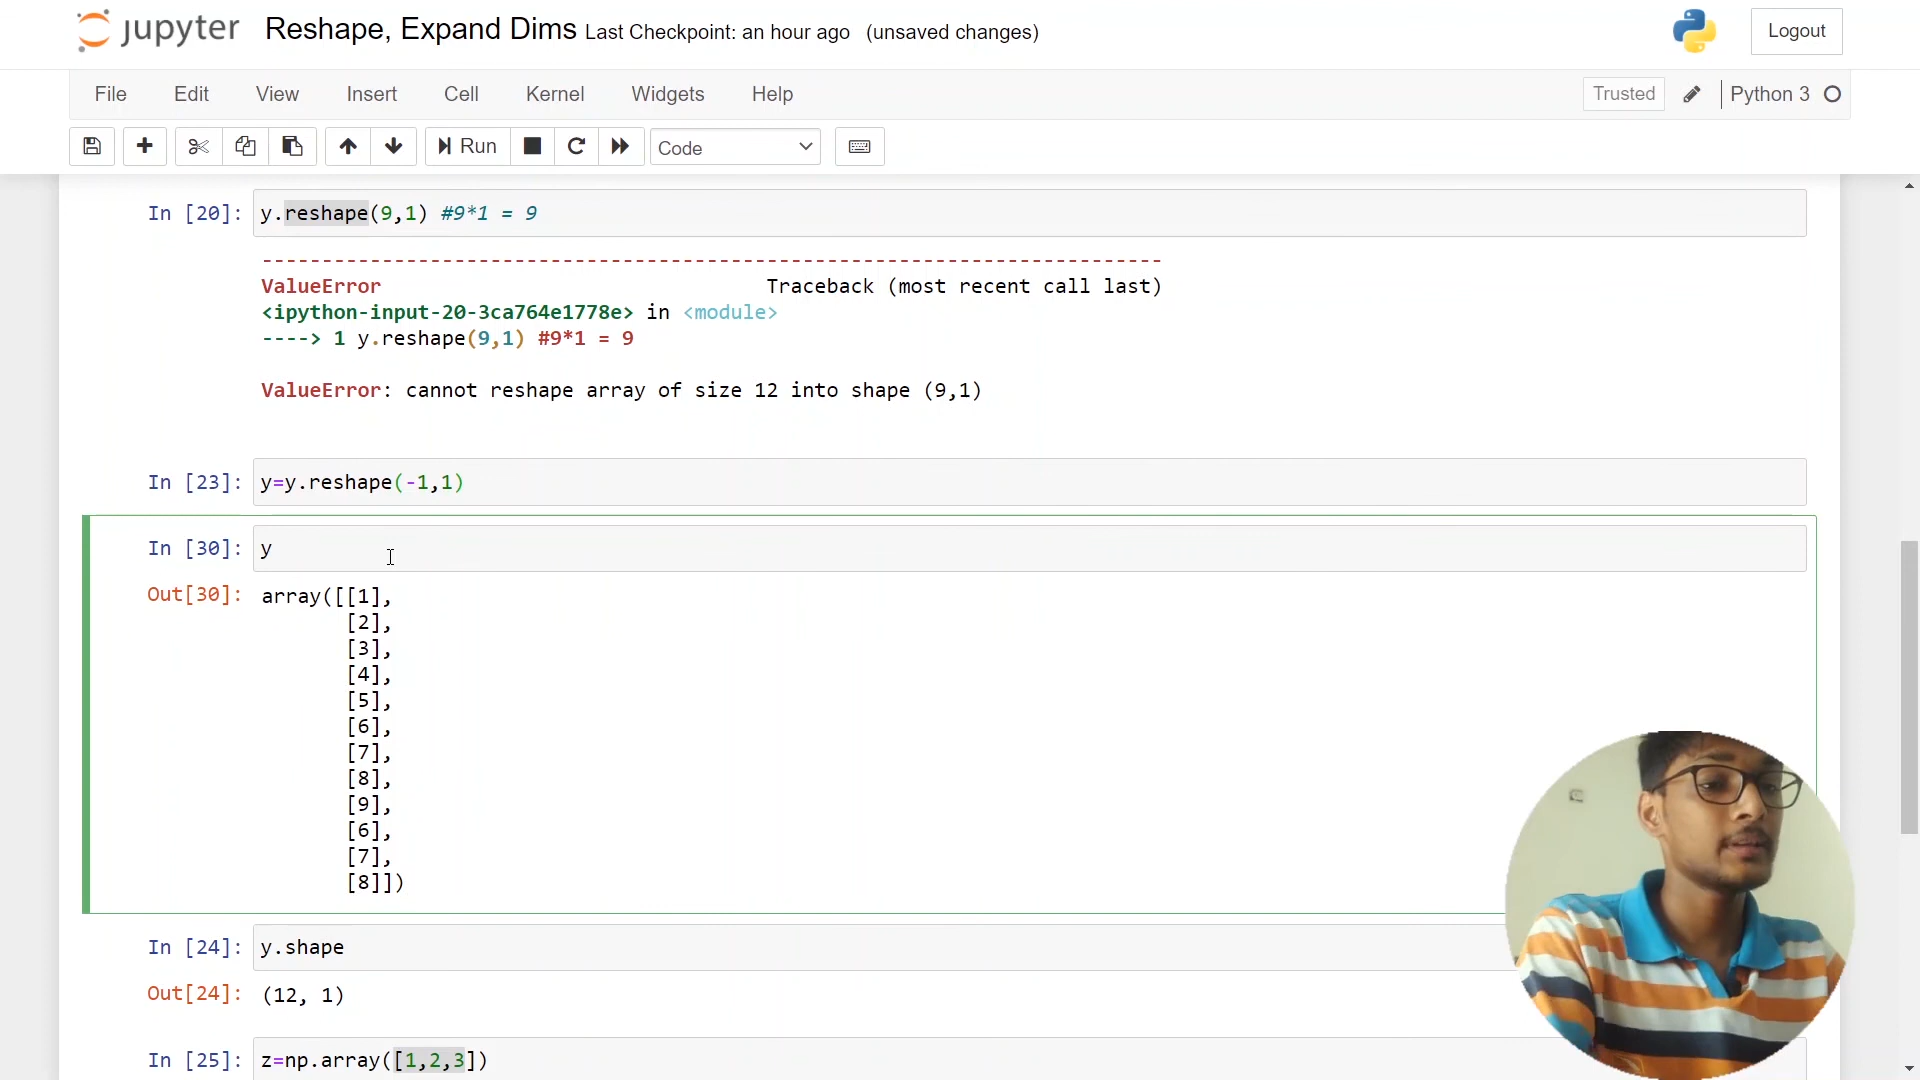 jupyter Reshape, Expand Dims Last Checkpoint: an hour ago (unsaved changes) Logout
File Edit View Insert Cell Kernel Widgets Help Trusted Python 3
Run Code
In [20]: y.reshape(9,1) #9*1 = 9
---------------------------------------------------------------------------
ValueError Traceback (most recent call last)
<ipython-input-20-3ca764e1778e> in <module>
----> 1 y.reshape(9,1) #9*1 = 9
ValueError: cannot reshape array of size 12 into shape (9,1)
In [23]: y=y.reshape(-1,1)
In [30]: y
Out[30]: array([[1],
[2],
[3],
[4],
[5],
[6],
[7],
[8],
[9],
[6],
[7],
[8]])
In [24]: y.shape
Out[24]: (12, 1)
In [25]: z=np.array([1,2,3])